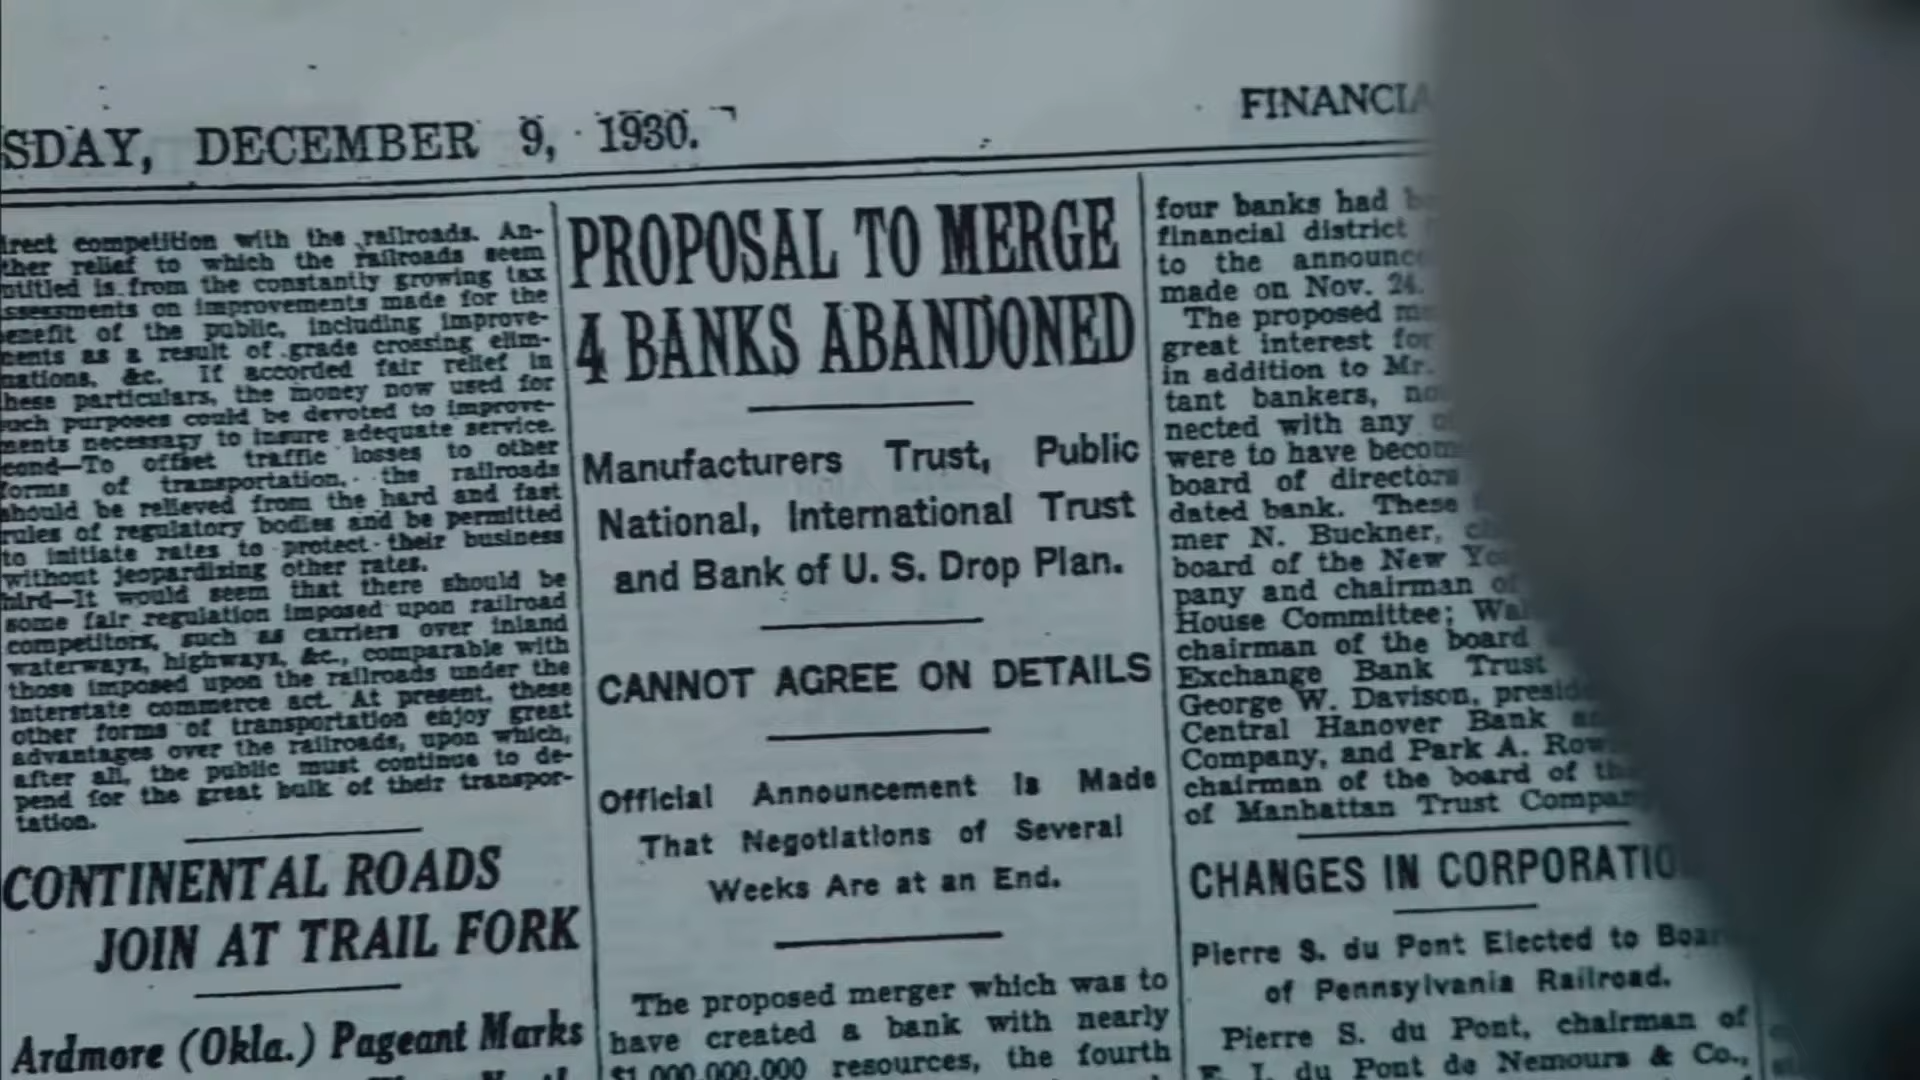 SDAY, DECEMBER 9, 1930.
FINANCIA
irect competition with the railroads. An-
ther relief to which the railroads seem
ntitled is from the constantly growing tax
ssessments on improvements made for the
enefit of the public, including improve-
ments as a result of grade crossing elim-
nations, &c. If accorded fair relief in
hese particulars, the money now used for
such purposes could be devoted to improve-
ments necessary to insure adequate service.
cond—To offset traffic losses to other
forms of transportation, the railroads
should be relieved from the hard and fast
rules of regulatory bodies and be permitted
to initiate rates to protect their business
without jeopardizing other rates.
hird—It would seem that there should be
some fair regulation imposed upon railroad
competitors, such as carriers over inland
waterways, highways, &c., comparable with
those imposed upon the railroads under the
interstate commerce act. At present, these
other forms of transportation enjoy great
advantages over the railroads, upon which,
after all, the public must continue to de-
pend for the great bulk of their transpor-
tation.
CONTINENTAL ROADS
JOIN AT TRAIL FORK
Ardmore (Okla.) Pageant Marks
PROPOSAL TO MERGE
4 BANKS ABANDONED
Manufacturers Trust, Public
National, International Trust
and Bank of U. S. Drop Plan.
CANNOT AGREE ON DETAILS
Official Announcement Is Made
That Negotiations of Several
Weeks Are at an End.
The proposed merger which was to
have created a bank with nearly
$1,000,000,000 resources, the fourth
four banks had
financial district
to the announc
made on Nov. 24.
The proposed
great interest for
in addition to Mr.
tant bankers,
nected with any
were to have becom
board of directors
dated bank. These
mer N. Buckner,
board of the New Yo
pany and chairman of
House Committee; Wal
chairman of the board
Exchange Bank Trust
George W. Davison, presid
Central Hanover Bank
Company, and Park A. Row
chairman of the board of th
of Manhattan Trust Compan
CHANGES IN CORPORATIO
Pierre S. du Pont Elected to Boar
of Pennsylvania Railroad.
Pierre S. du Pont, chairman of
E. I. du Pont de Nemours & Co.,